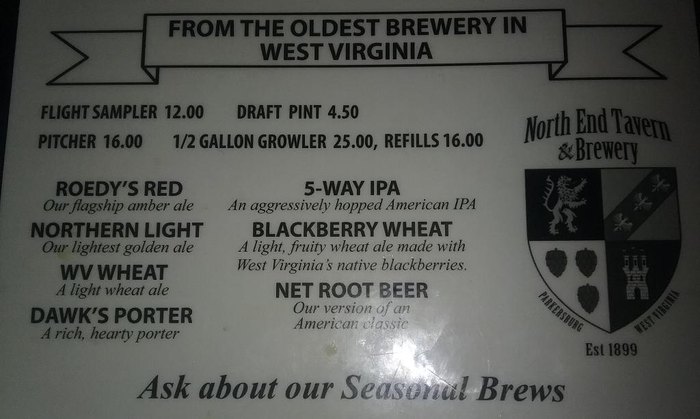 FROM THE OLDEST BREWERY IN
WEST VIRGINIA
FLIGHT SAMPLER 12.00 DRAFT PINT 4.50
PITCHER 16.00 1/2 GALLON GROWLER 25.00, REFILLS 16.00
North End Tavern
& Brewery
ROEDY'S RED
Our flagship amber ale
NORTHERN LIGHT
Our lightest golden ale
WV WHEAT
A light wheat ale
DAWK'S PORTER
A rich, hearty porter
5-WAY IPA
An aggressively hopped American IPA
BLACKBERRY WHEAT
A light, fruity wheat ale made with
West Virginia's native blackberries.
NET ROOT BEER
Our version of an
American classic
PARKERSBURG
WEST VIRGINIA
Est 1899
Ask about our Seasonal Brews